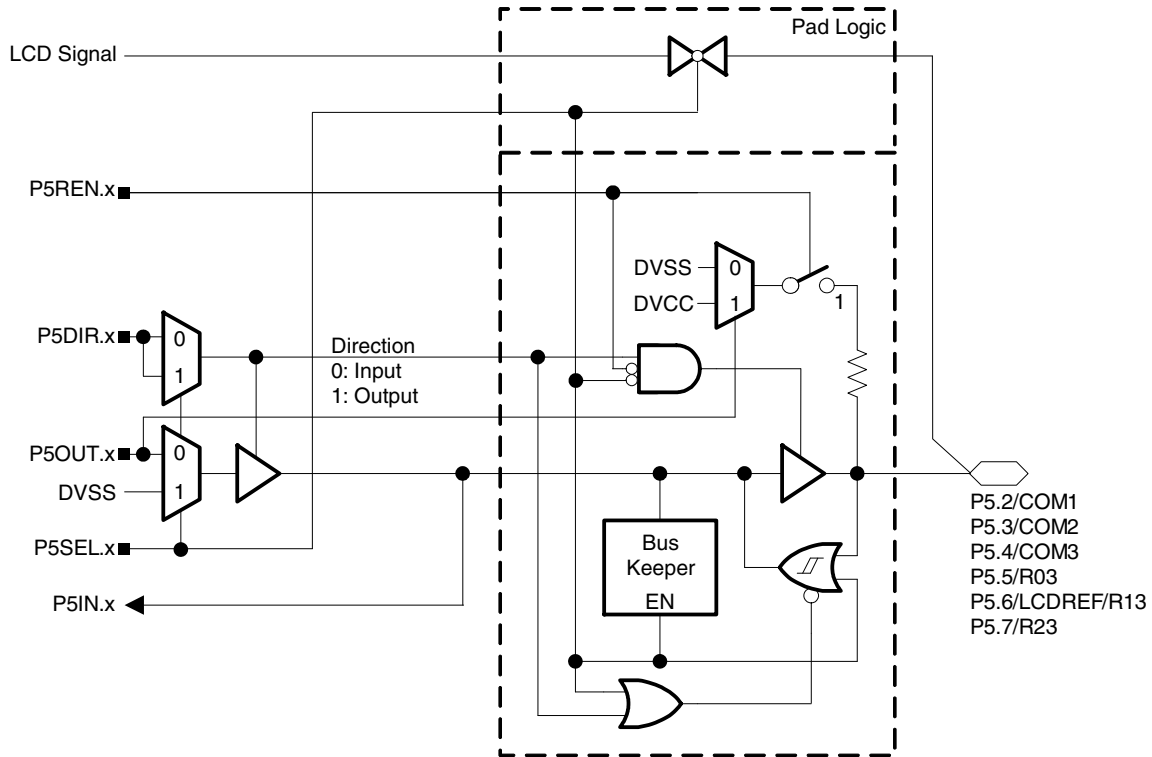 Pad Logic
LCD Signal
P5REN.x
DVSS
0
DVCC
1
1
P5DIR.x
0
1
Direction
0: Input
1: Output
P5OUT.x
0
DVSS
1
P5SEL.x
P5IN.x
Bus
Keeper
EN
P5.2/COM1
P5.3/COM2
P5.4/COM3
P5.5/R03
P5.6/LCDREF/R13
P5.7/R23